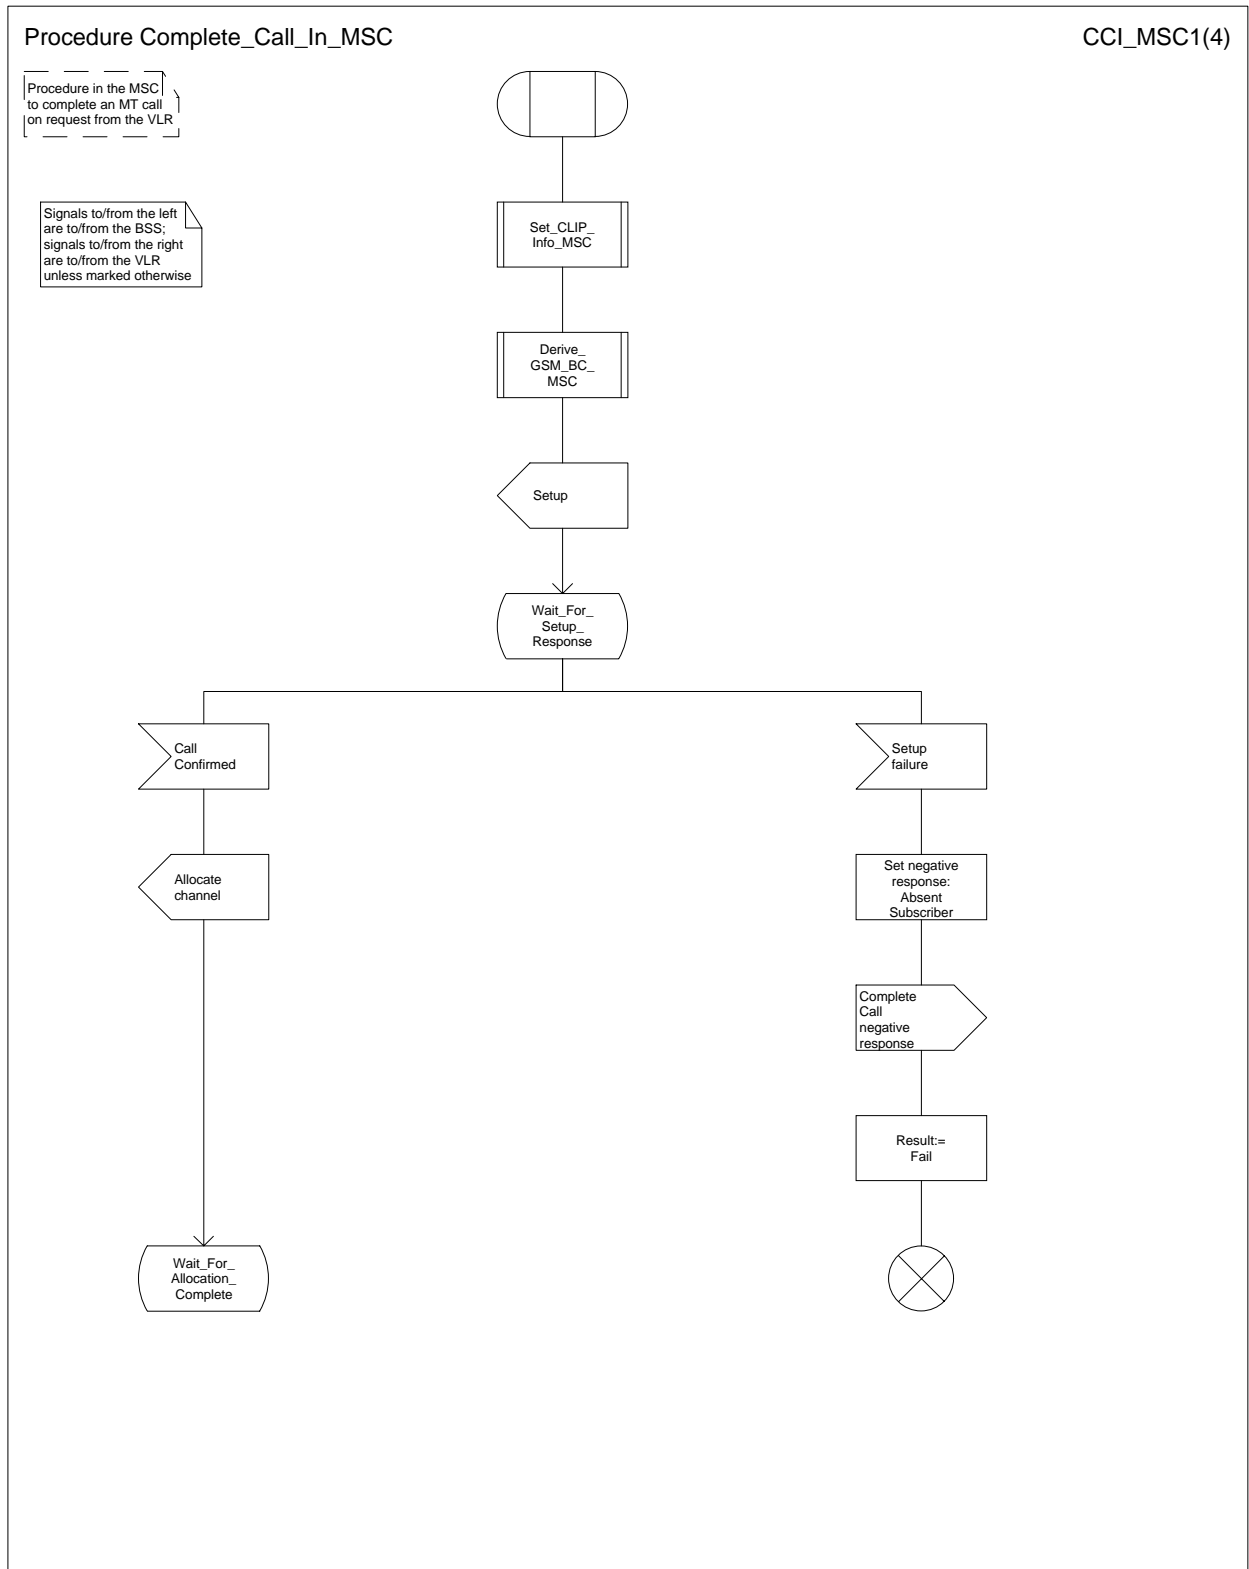 Procedure Complete_Call_In_MSC
CCI_MSC1(4)
Procedure in the MSC
to complete an MT call
on request from the VLR
Signals to/from the left
are to/from the BSS;
signals to/from the right
are to/from the VLR
unless marked otherwise
Set_CLIP_
Info_MSC
Derive_
GSM_BC_
MSC
Setup
Wait_For_
Setup_
Response
Call
Confirmed
Setup
failure
Allocate
channel
Set negative
response:
Absent
Subscriber
Complete
Call
negative
response
Result:=
Fail
Wait_For_
Allocation_
Complete